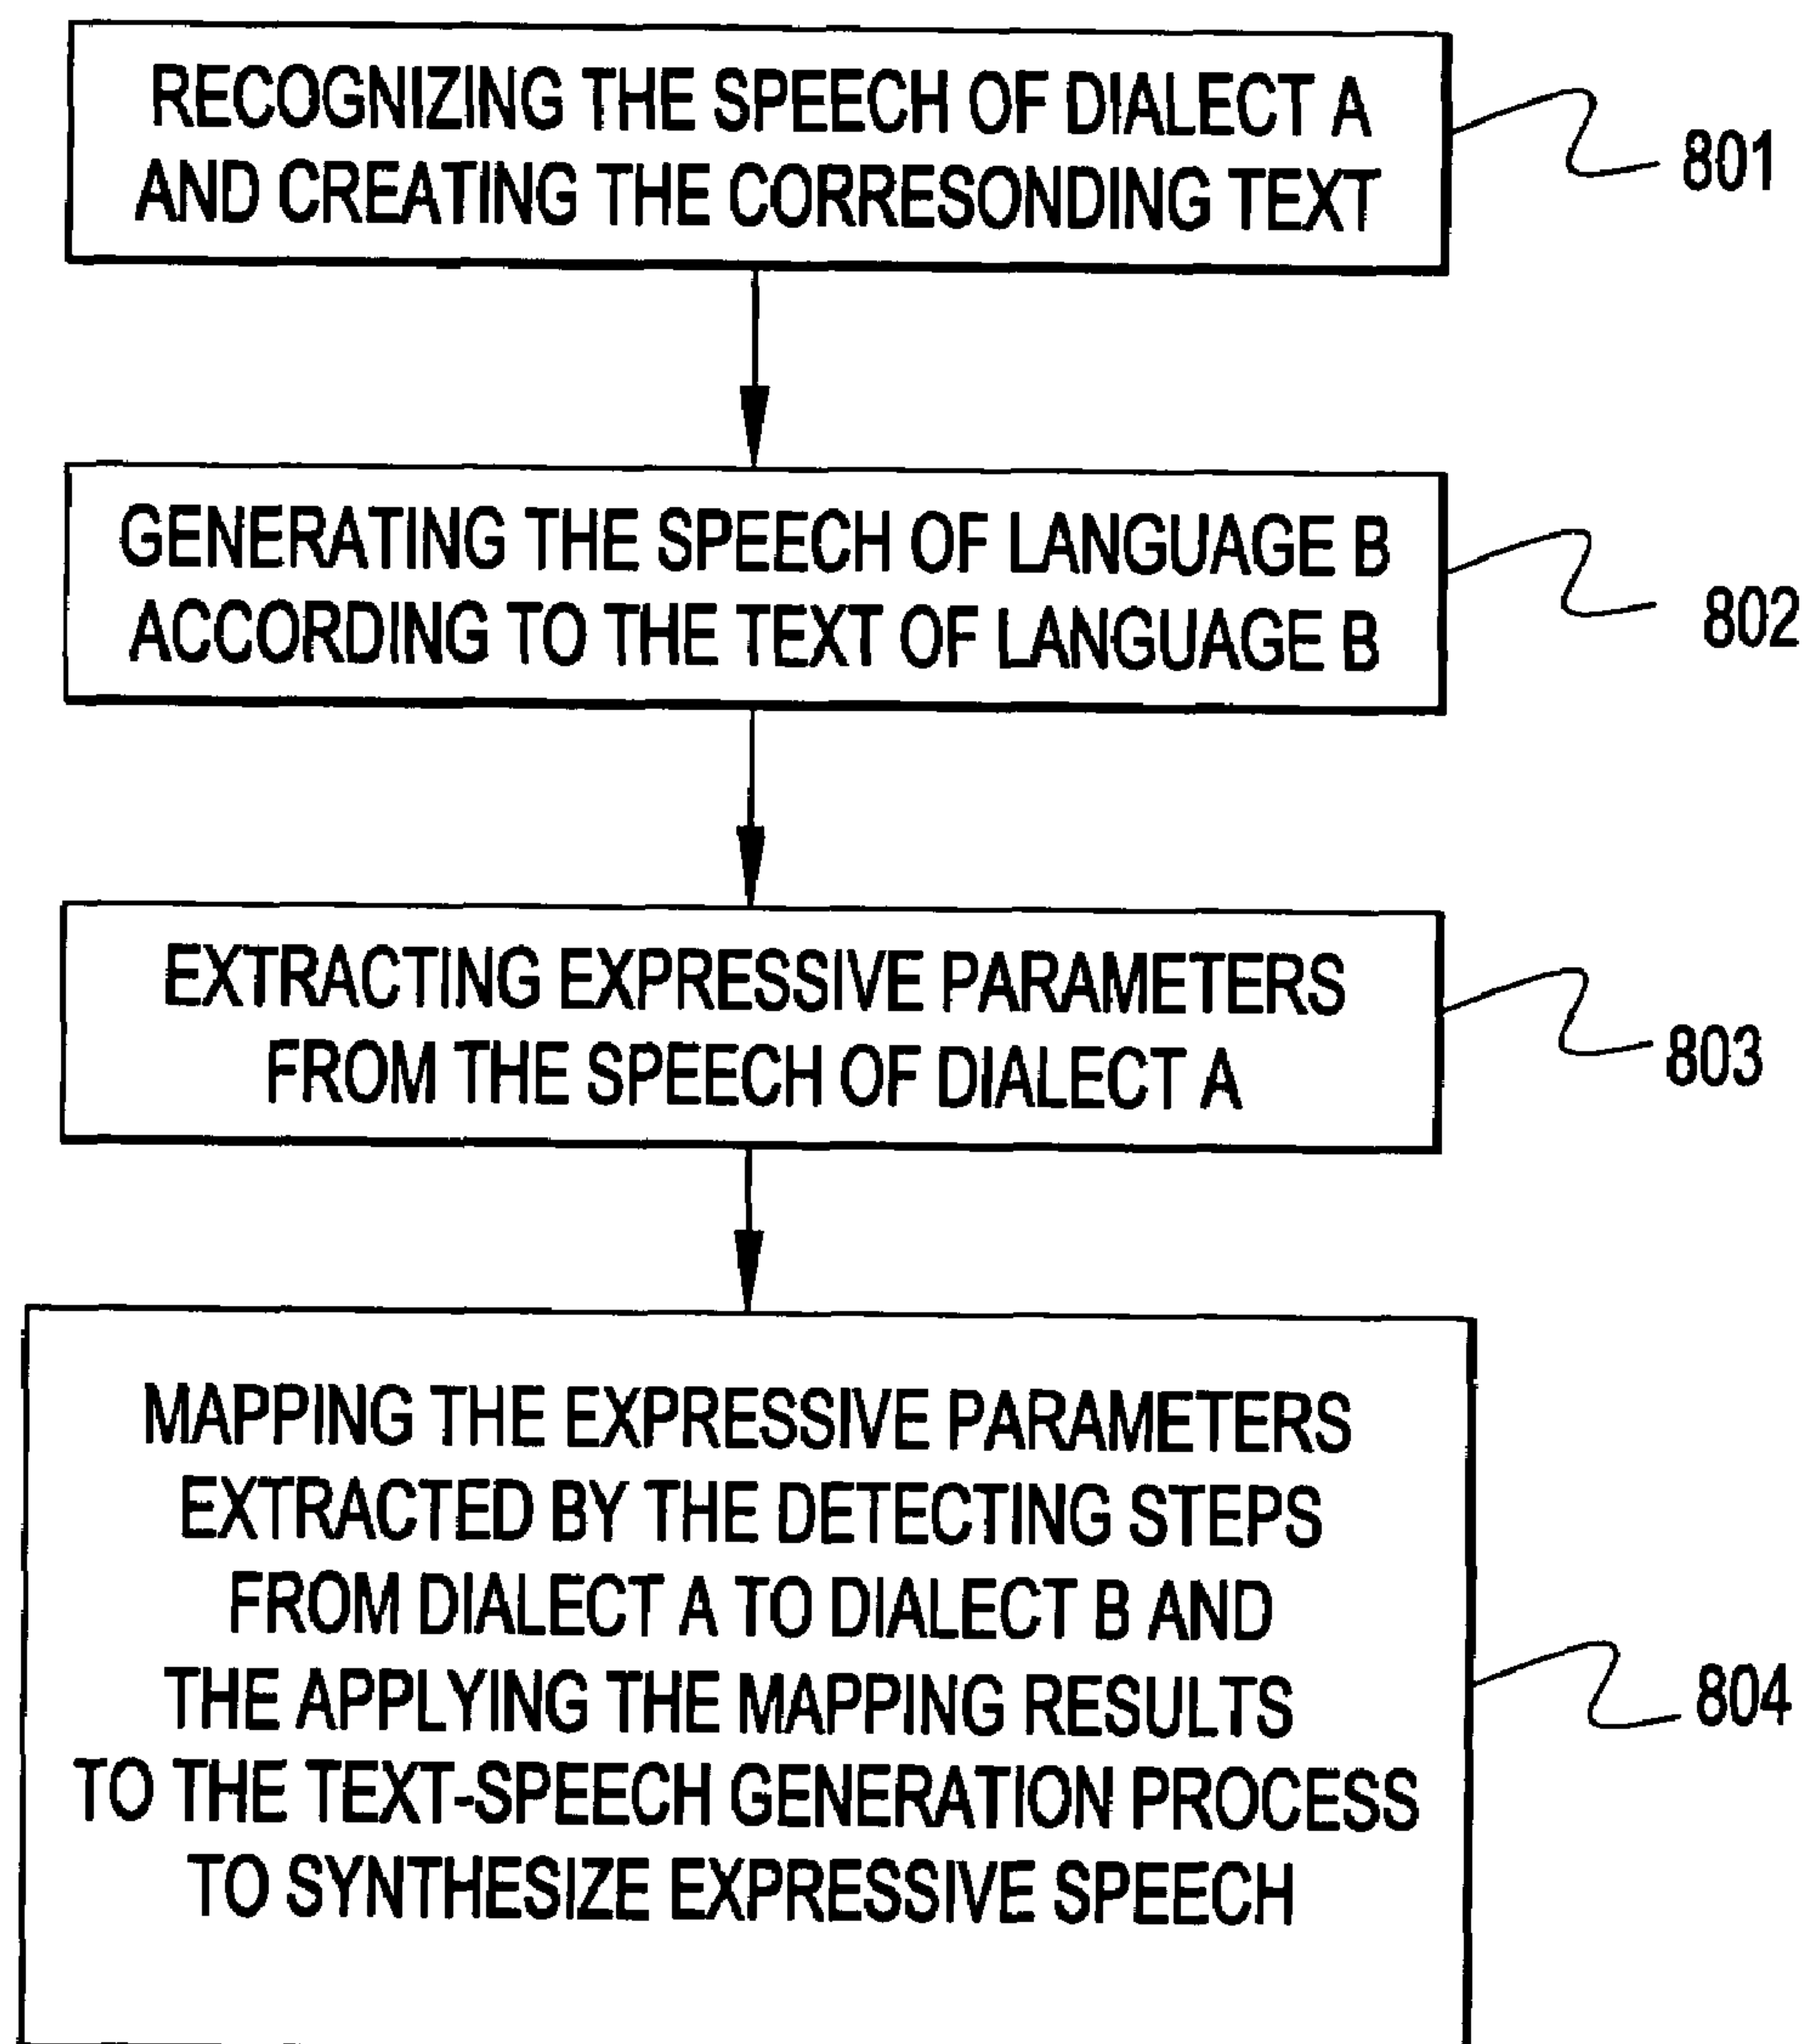 RECOGNIZING THE SPEECH OF DIALECT A
AND CREATING THE CORRESONDING TEXT
801
GENERATING THE SPEECH OF LANGUAGE B
ACCORDING TO THE TEXT OF LANGUAGE B
802
EXTRACTING EXPRESSIVE PARAMETERS
FROM THE SPEECH OF DIALECT A
803
MAPPING THE EXPRESSIVE PARAMETERS
EXTRACTED BY THE DETECTING STEPS
FROM DIALECT A TO DIALECT B AND
THE APPLYING THE MAPPING RESULTS
TO THE TEXT-SPEECH GENERATION PROCESS
TO SYNTHESIZE EXPRESSIVE SPEECH
804